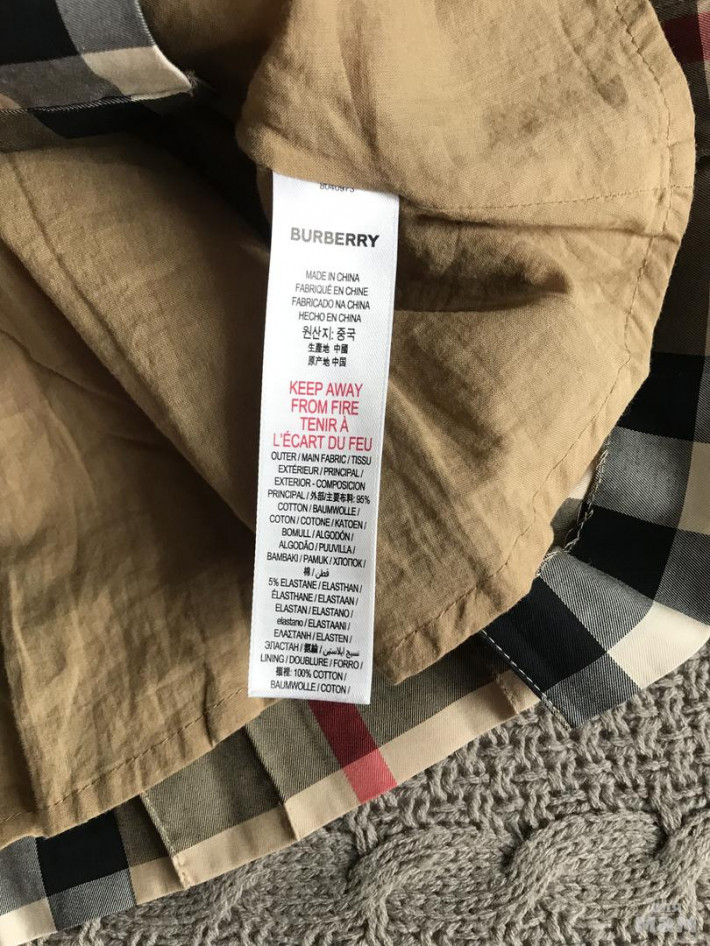 8040973
BURBERRY
MADE IN CHINA
FABRIQUÉ EN CHINE
FABRICADO NA CHINA
HECHO EN CHINA
원산지: 중국
生產地 中國
原产地 中国
KEEP AWAY
FROM FIRE
TENIR À
L'ÉCART DU FEU
OUTER / MAIN FABRIC / TISSU
EXTÉRIEUR / PRINCIPAL /
EXTERIOR - COMPOSICION
PRINCIPAL / 外部/主要布料: 95%
COTTON / BAUMWOLLE /
COTON / COTONE / KATOEN /
BOMULL / ALGODÓN /
ALGODÃO / PUUVILLA /
BAMBAKI / PAMUK / ХЛОПОК /
棉 / قطن /
5% ELASTANE / ELASTHAN /
ÉLASTHANNE / ELASTAAN /
ELASTAN / ELASTANO /
elastano / ELASTAANI /
ΕΛΑΣΤΑΝΗ / ELASTEN /
ЭЛАСТАН / 氨綸 / نسيج ايلاستين /
LINING / DOUBLURE / FORRO /
襯裡: 100% COTTON /
BAUMWOLLE / COTON /